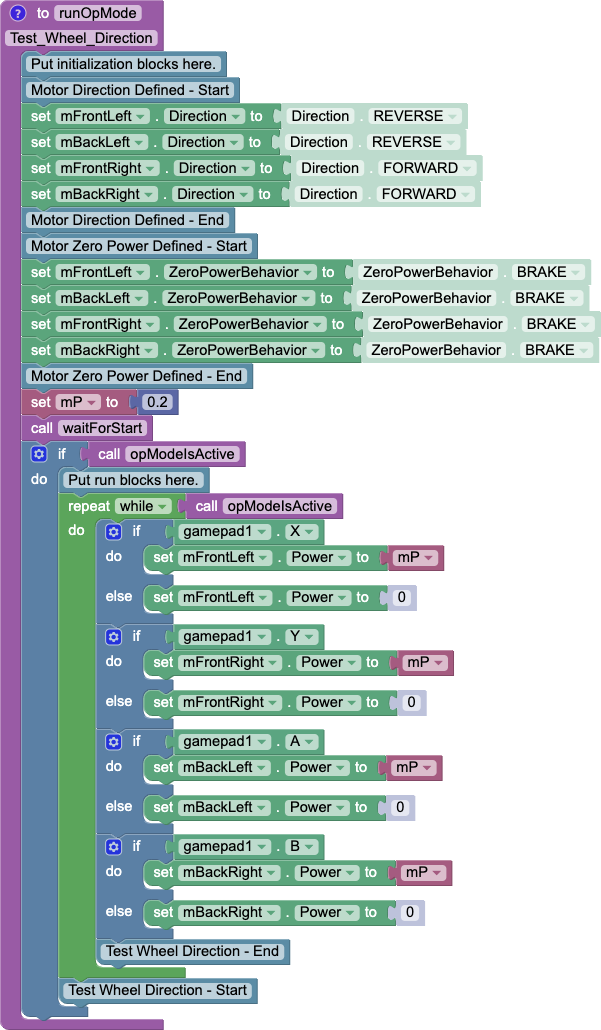 ? to runOpMode
Test_Wheel_Direction
Put initialization blocks here.
Motor Direction Defined - Start
set mFrontLeft . Direction to Direction . REVERSE
set mBackLeft . Direction to Direction . REVERSE
set mFrontRight . Direction to Direction . FORWARD
set mBackRight . Direction to Direction . FORWARD
Motor Direction Defined - End
Motor Zero Power Defined - Start
set mFrontLeft . ZeroPowerBehavior to ZeroPowerBehavior . BRAKE
set mBackLeft . ZeroPowerBehavior to ZeroPowerBehavior . BRAKE
set mFrontRight . ZeroPowerBehavior to ZeroPowerBehavior . BRAKE
set mBackRight . ZeroPowerBehavior to ZeroPowerBehavior . BRAKE
Motor Zero Power Defined - End
set mP to 0.2
call waitForStart
if call opModeIsActive
do Put run blocks here.
repeat while call opModeIsActive
do if gamepad1 . X
do set mFrontLeft . Power to mP
else set mFrontLeft . Power to 0
if gamepad1 . Y
do set mFrontRight . Power to mP
else set mFrontRight . Power to 0
if gamepad1 . A
do set mBackLeft . Power to mP
else set mBackLeft . Power to 0
if gamepad1 . B
do set mBackRight . Power to mP
else set mBackRight . Power to 0
Test Wheel Direction - End
Test Wheel Direction - Start